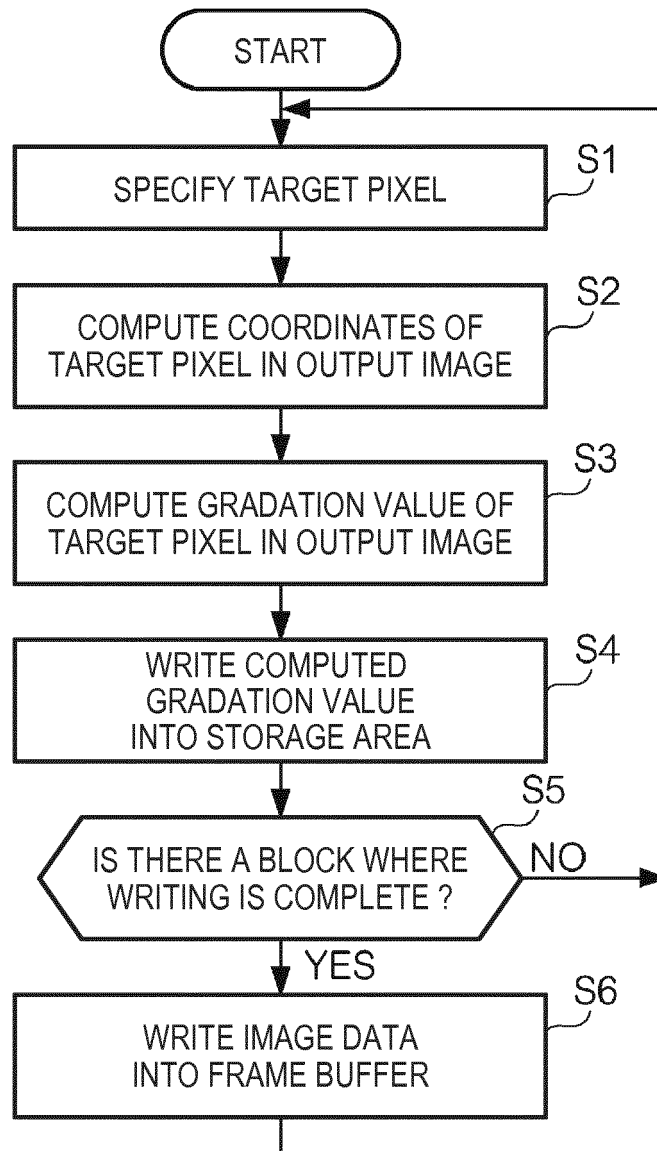 START
S1
SPECIFY TARGET PIXEL
S2
COMPUTE COORDINATES OF
TARGET PIXEL IN OUTPUT IMAGE
S3
COMPUTE GRADATION VALUE OF
TARGET PIXEL IN OUTPUT IMAGE
S4
WRITE COMPUTED
GRADATION VALUE
INTO STORAGE AREA
S5
IS THERE A BLOCK WHERE
WRITING IS COMPLETE ?
NO
YES
S6
WRITE IMAGE DATA
INTO FRAME BUFFER